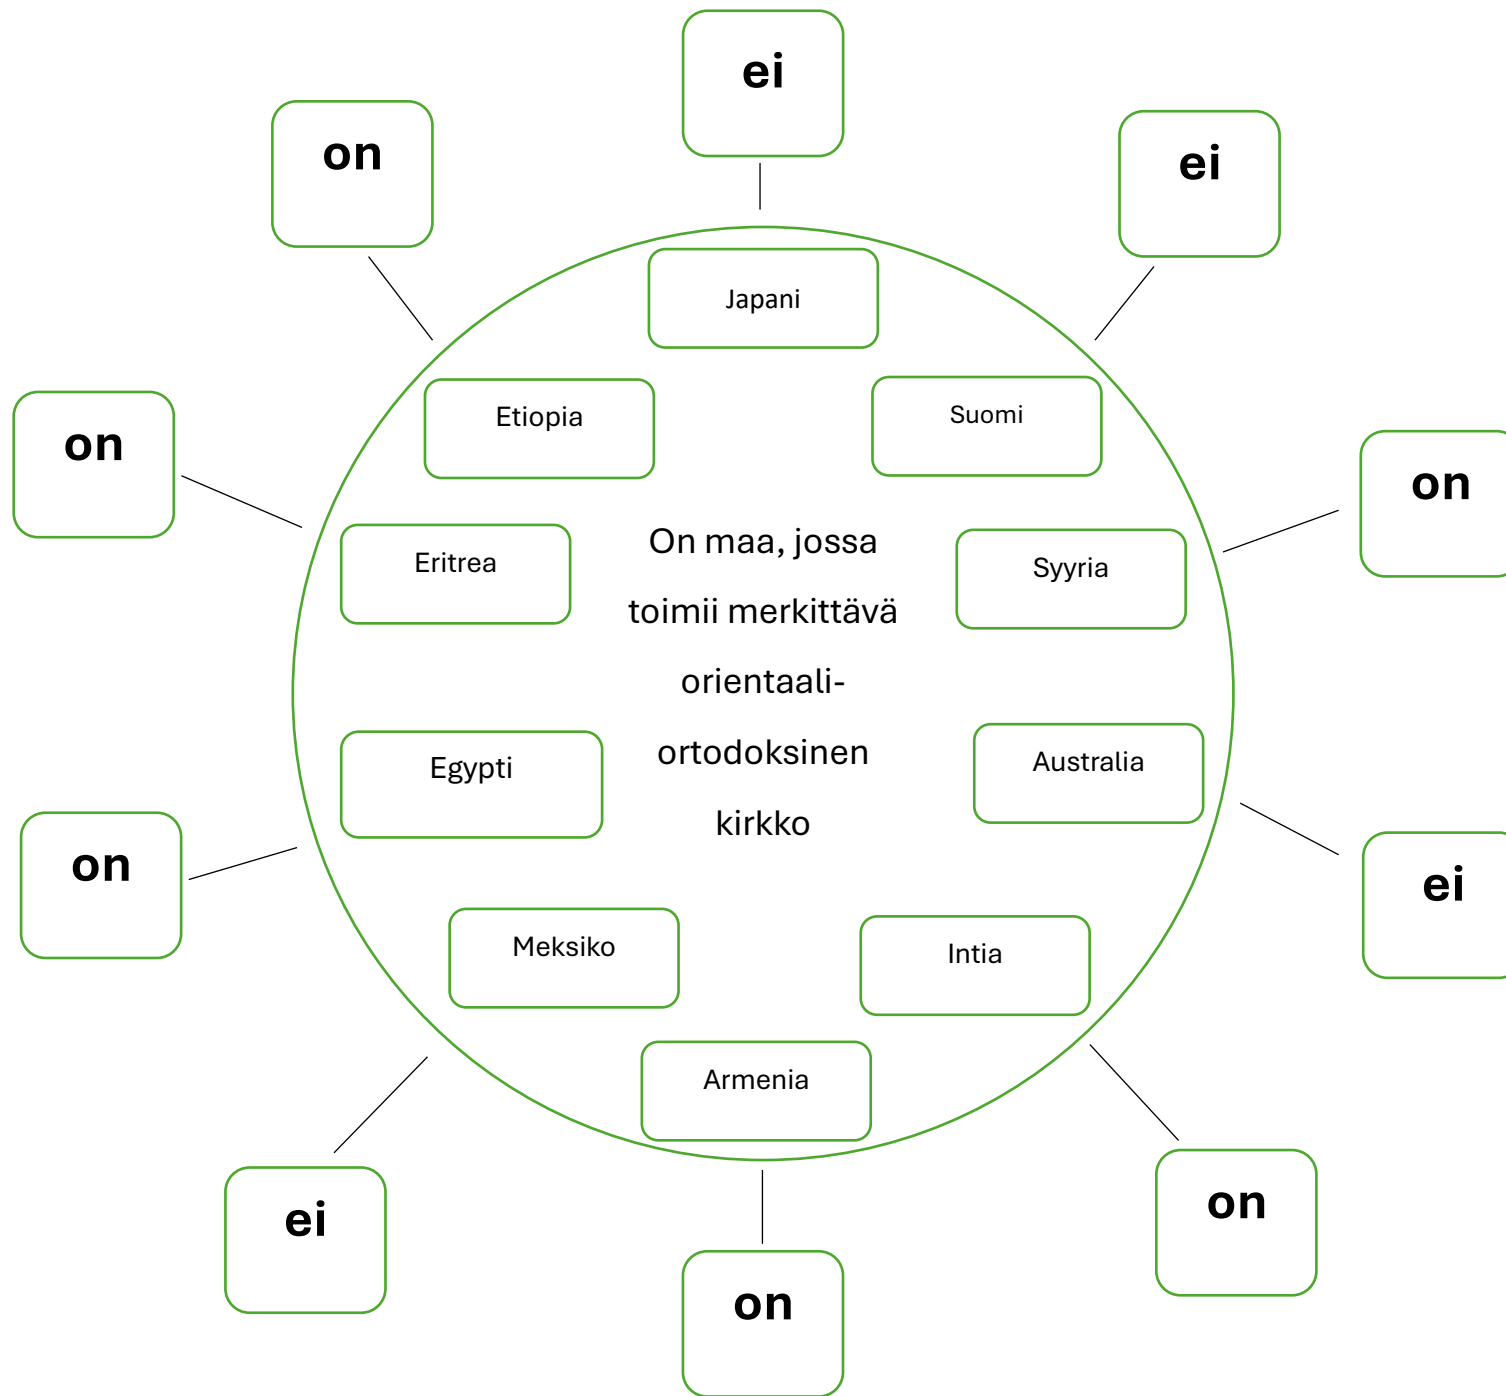 ei
on
ei
Japani
Etiopia
Suomi
on
on
Eritrea
On maa, jossa
toimii merkittävä
orientaali-
ortodoksinen
kirkko
Syyria
Egypti
Australia
on
ei
Meksiko
Intia
Armenia
ei
on
on